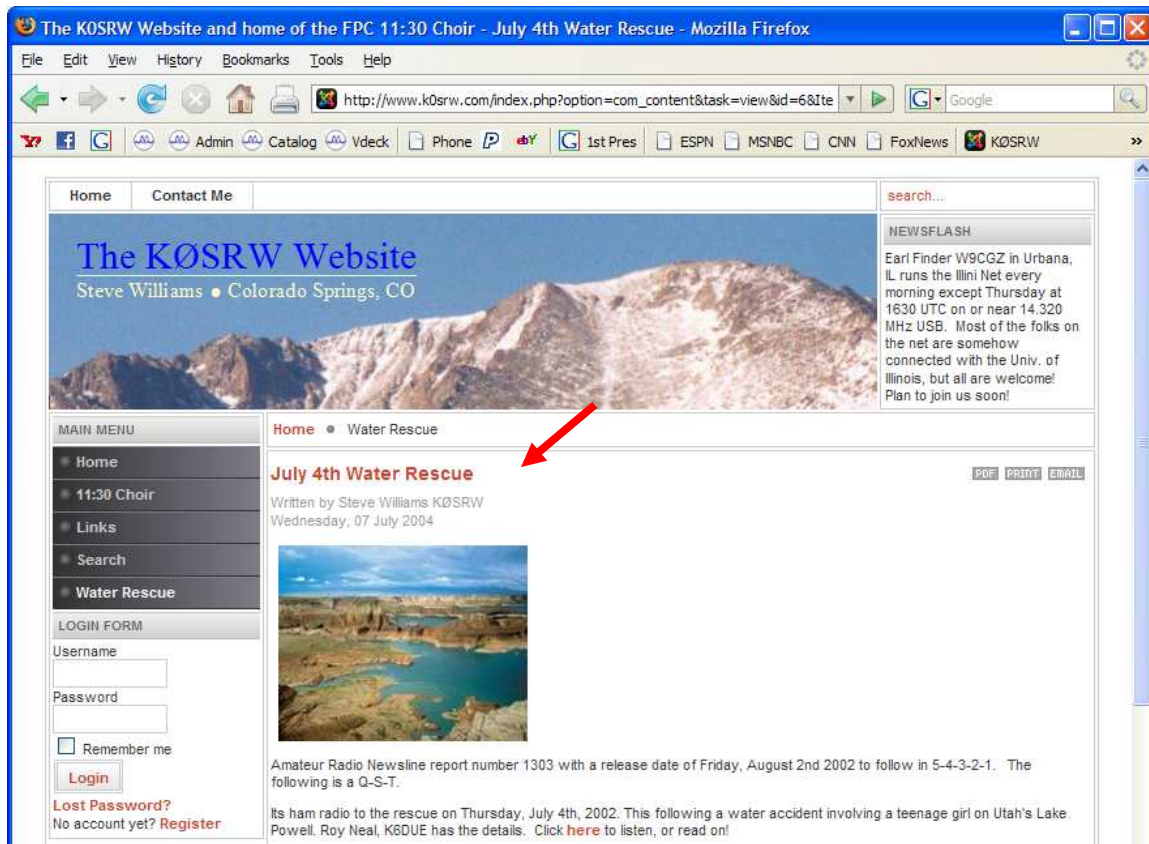 The K0SRW Website and home of the FPC 11:30 Choir - July 4th Water Rescue - Mozilla Firefox
File Edit View History Bookmarks Tools Help
http://www.k0srw.com/index.php?option=com_content&task=view&id=6&Ite
G Google
Y? f G Admin Catalog Vdeck Phone P ebY G 1st Pres ESPN MSNBC CNN FoxNews KØSRW »
Home Contact Me
search...
The KØSRW Website
Steve Williams ● Colorado Springs, CO
NEWSFLASH
Earl Finder W9CGZ in Urbana,
IL runs the Illini Net every
morning except Thursday at
1630 UTC on or near 14.320
MHz USB. Most of the folks on
the net are somehow
connected with the Univ. of
Illinois, but all are welcome!
Plan to join us soon!
MAIN MENU
Home
11:30 Choir
Links
Search
Water Rescue
LOGIN FORM
Username
Password
Remember me
Login
Lost Password?
No account yet? Register
Home ● Water Rescue
July 4th Water Rescue
PDF PRINT EMAIL
Written by Steve Williams KØSRW
Wednesday, 07 July 2004
Amateur Radio Newsline report number 1303 with a release date of Friday, August 2nd 2002 to follow in 5-4-3-2-1. The
following is a Q-S-T.
Its ham radio to the rescue on Thursday, July 4th, 2002. This following a water accident involving a teenage girl on Utah's Lake
Powell. Roy Neal, K6DUE has the details. Click here to listen, or read on!